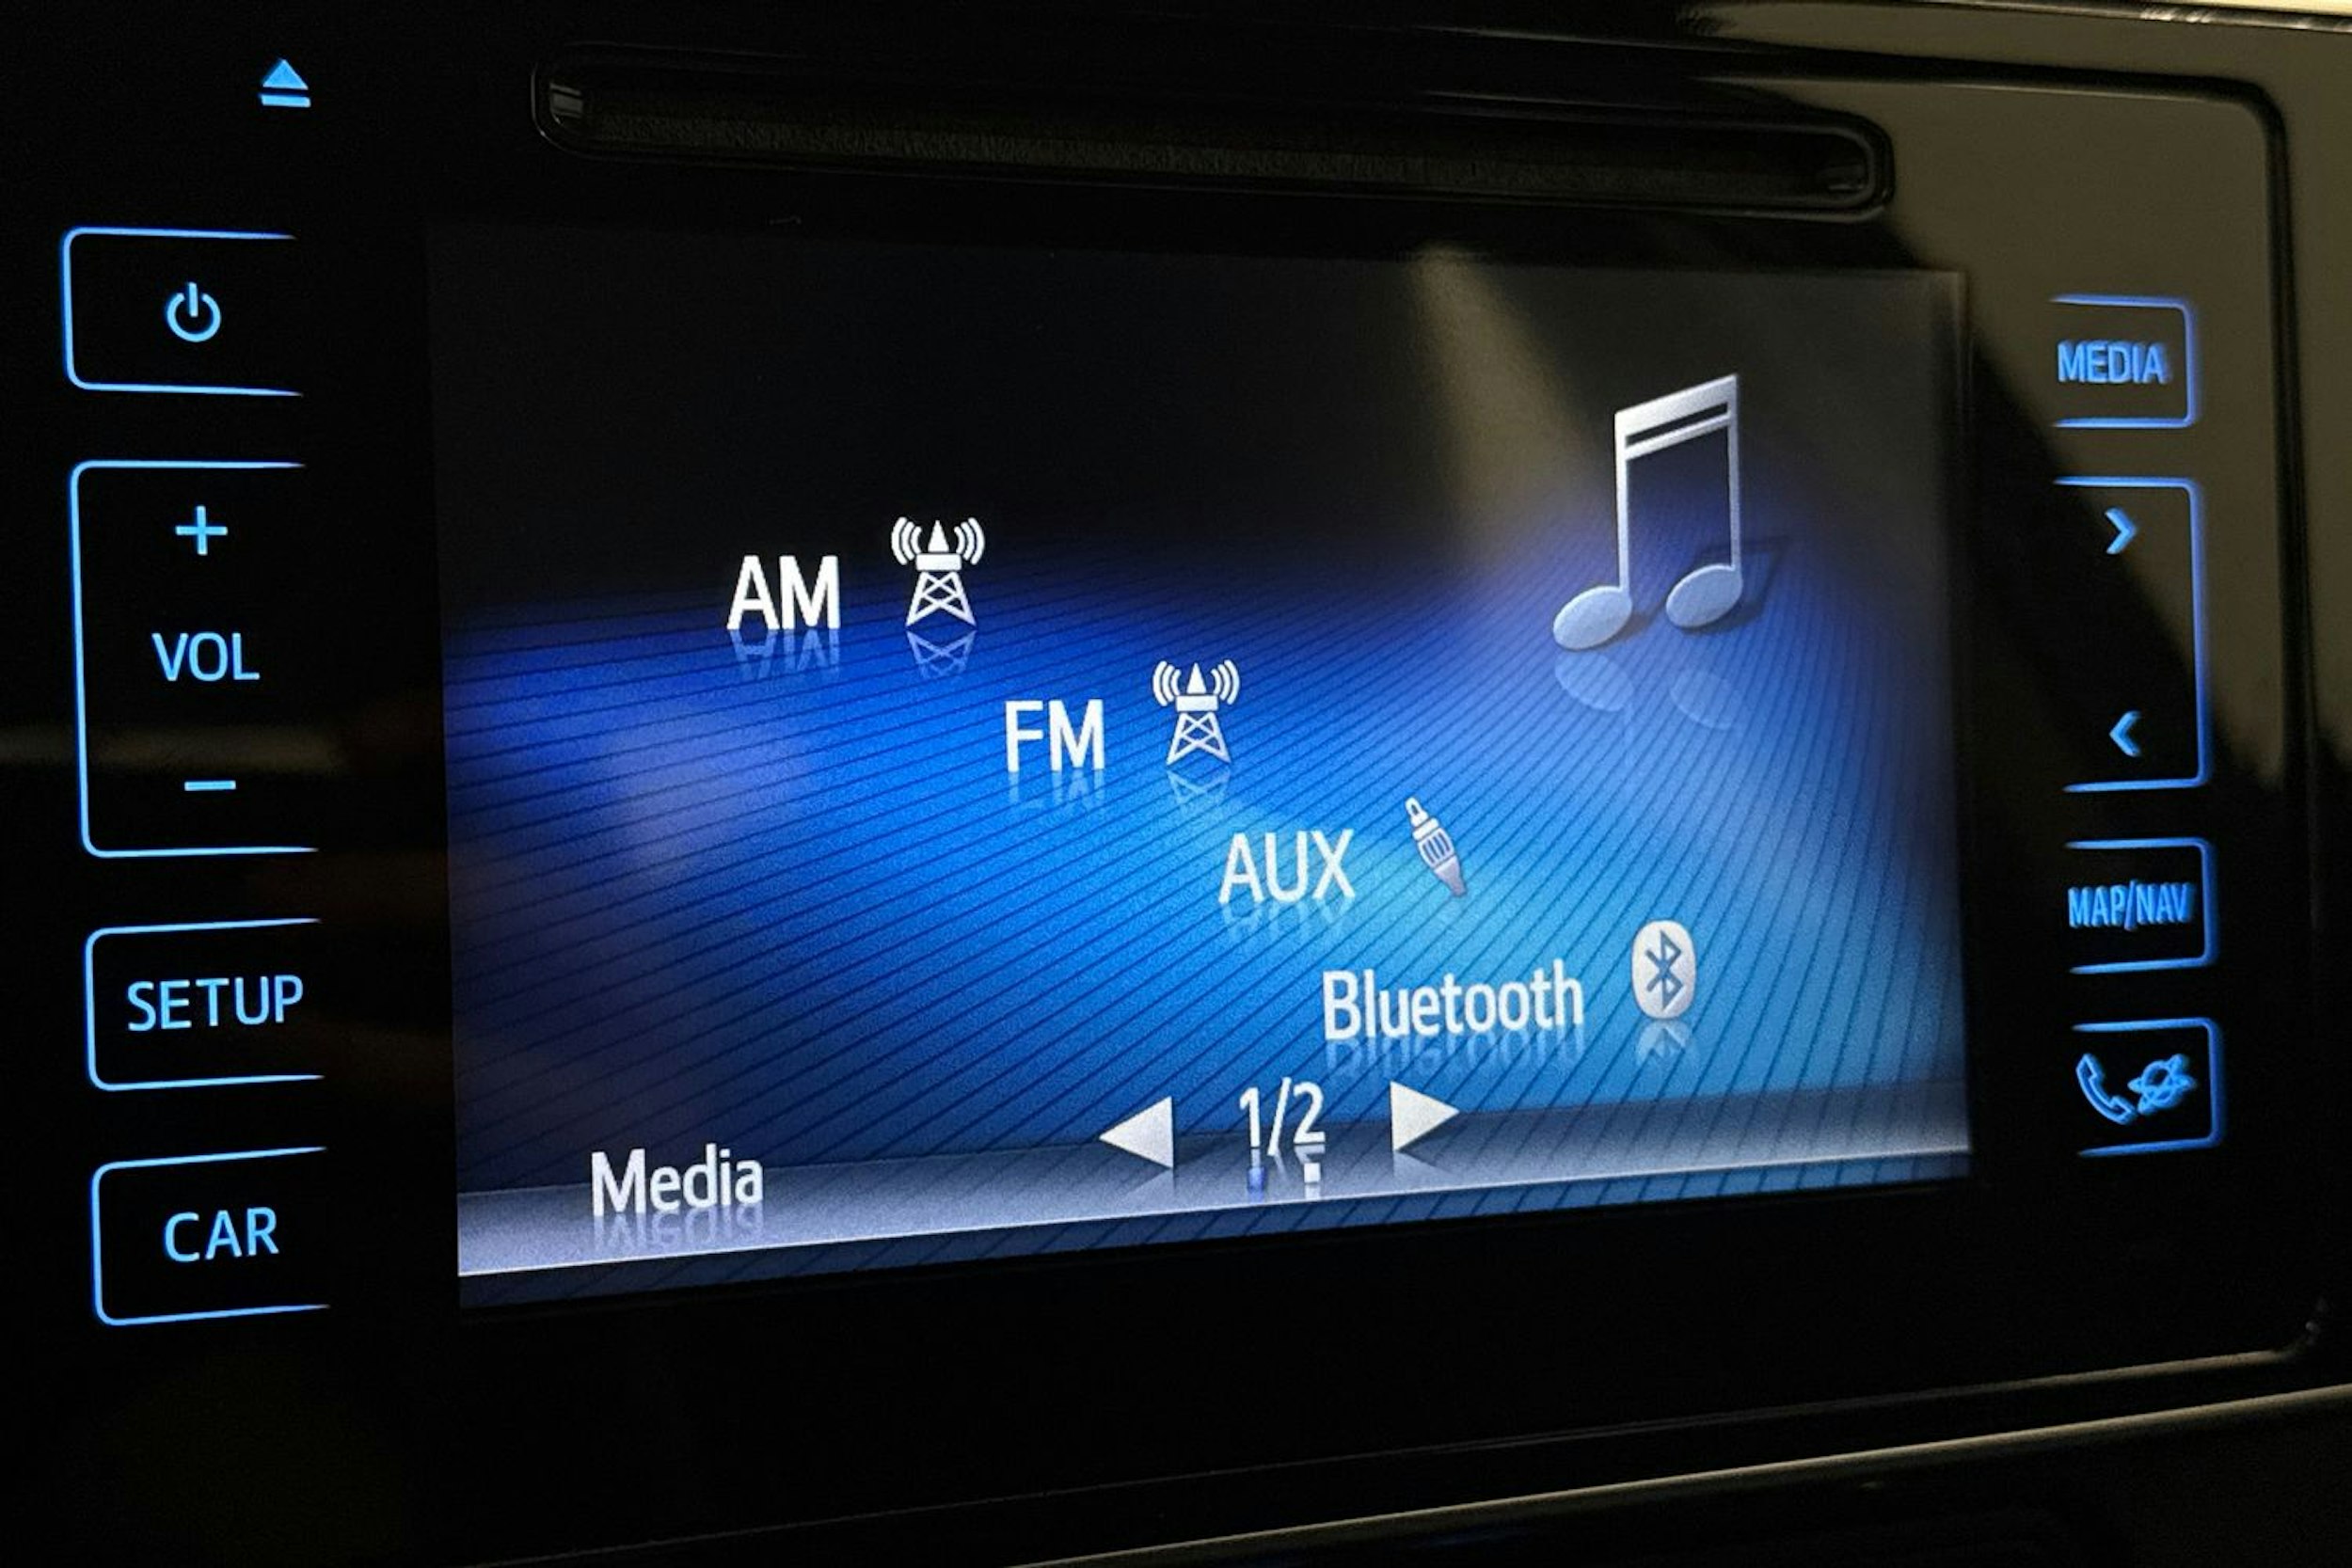 VOL
SETUP
CAR
AM
FM
AUX
Bluetooth
1/2
Media
MEDIA
MAP/NAV